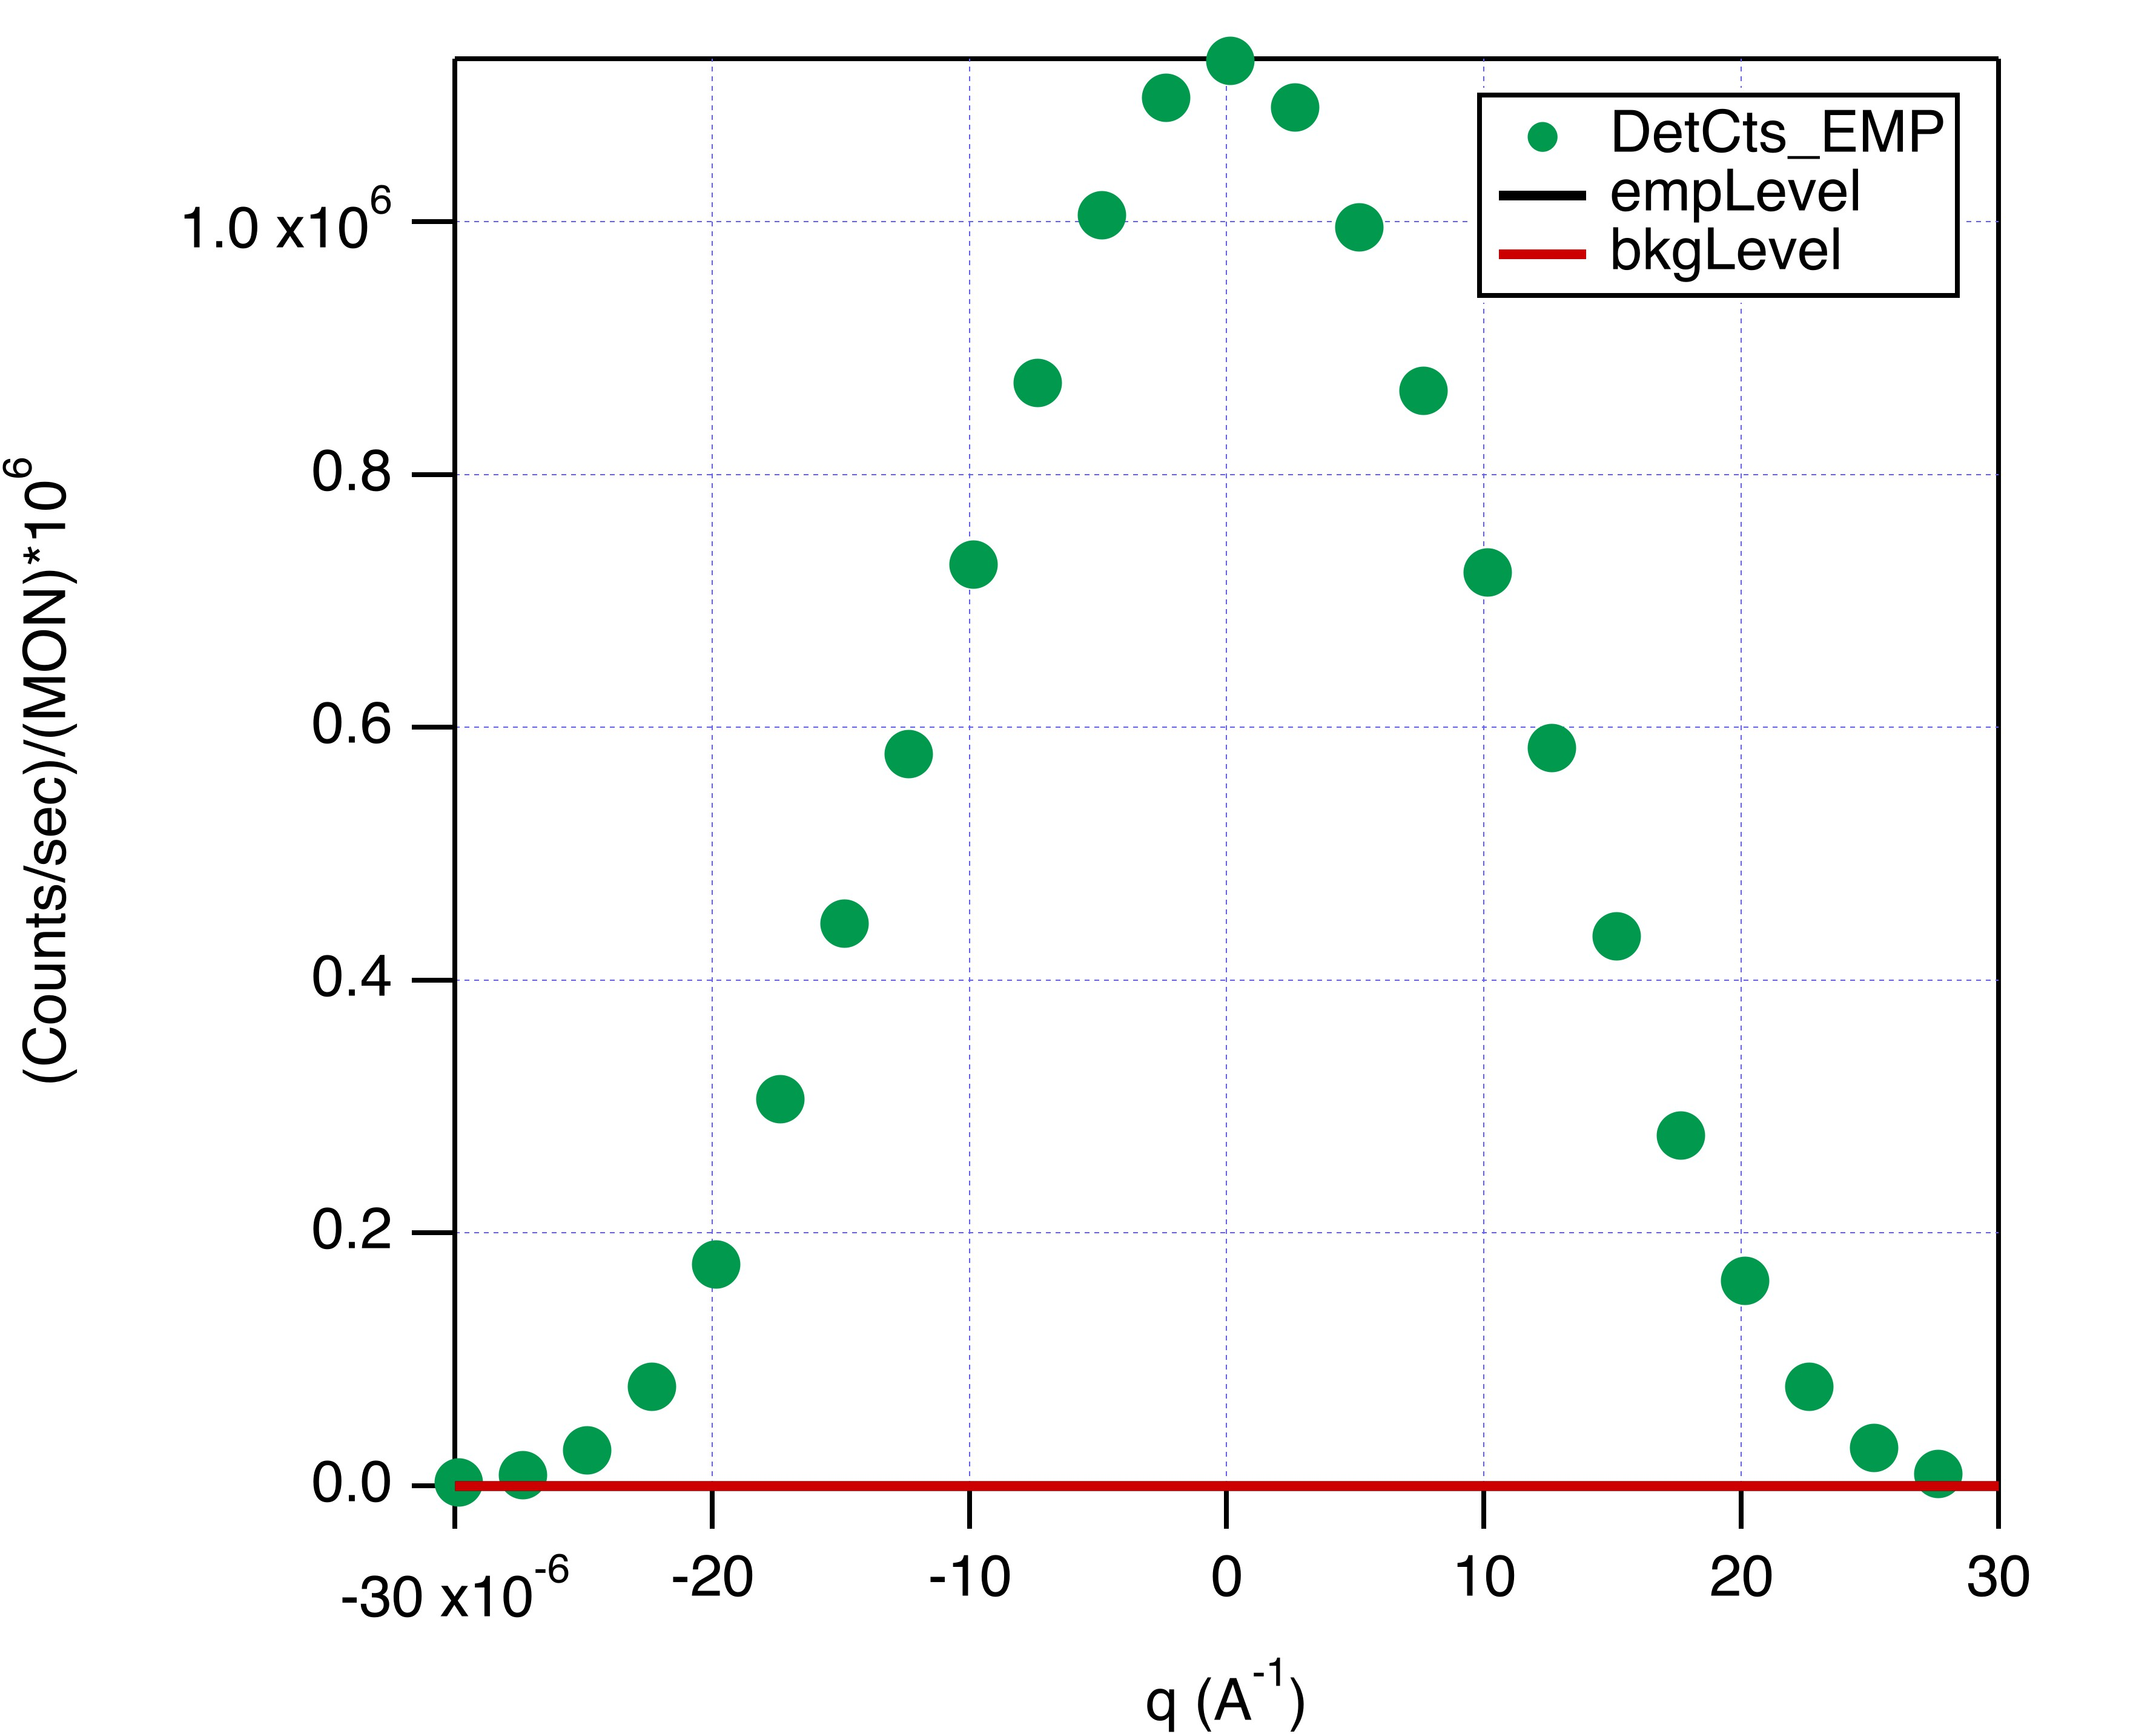 (Counts/sec)/(MON)*10^6
1.0 x10^6
0.8
0.6
0.4
0.2
0.0
DetCts_EMP
empLevel
bkgLevel
-30 x10^-6
-20
-10
0
10
20
30
q (A^-1)